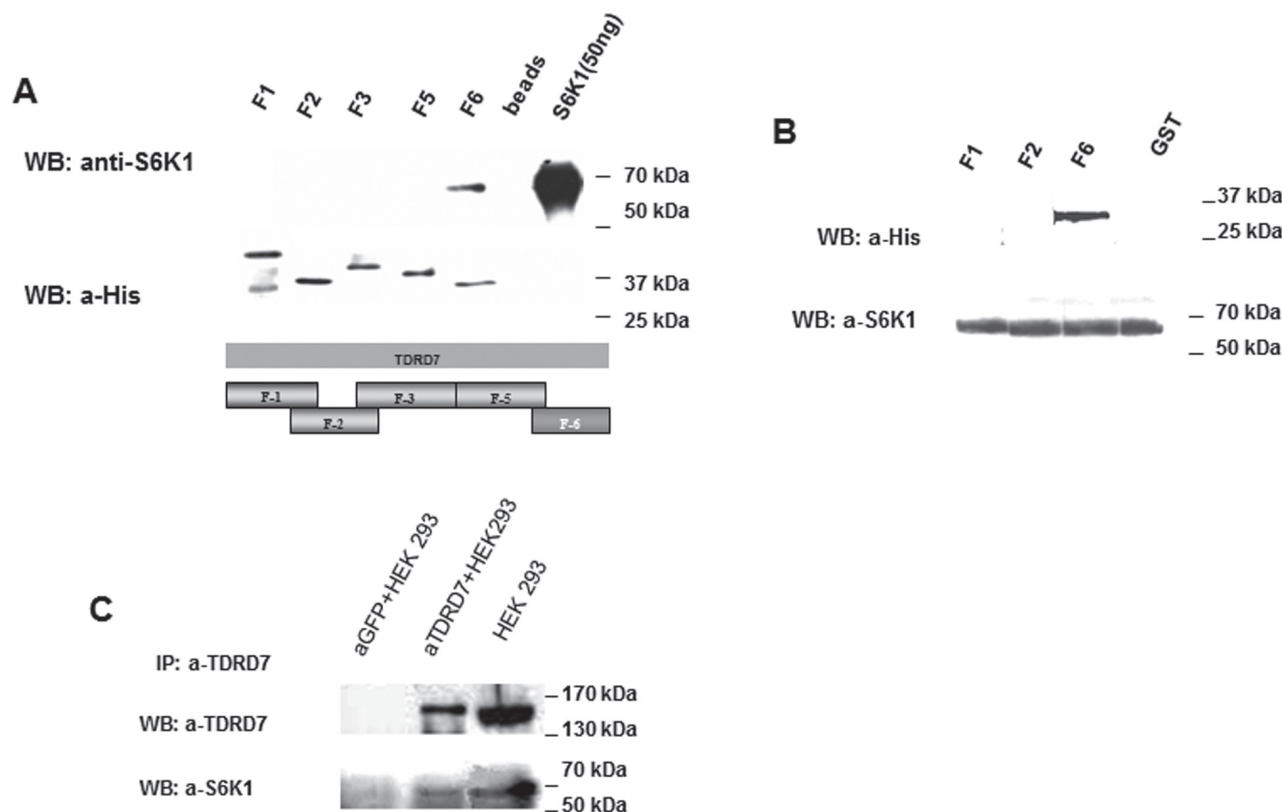 A
F1 F2 F3 F5 F6 beads S6K1(50ng)
WB: anti-S6K1
70 kDa
50 kDa
WB: a-His
37 kDa
25 kDa
TDRD7
F-1 F-3 F-5
F-2 F-6
B
F1 F2 F6 GST
WB: a-His
37 kDa
25 kDa
WB: a-S6K1
70 kDa
50 kDa
C
aGFP+HEK 293 aTDRD7+HEK293 HEK 293
IP: a-TDRD7
WB: a-TDRD7
170 kDa
130 kDa
WB: a-S6K1
70 kDa
50 kDa